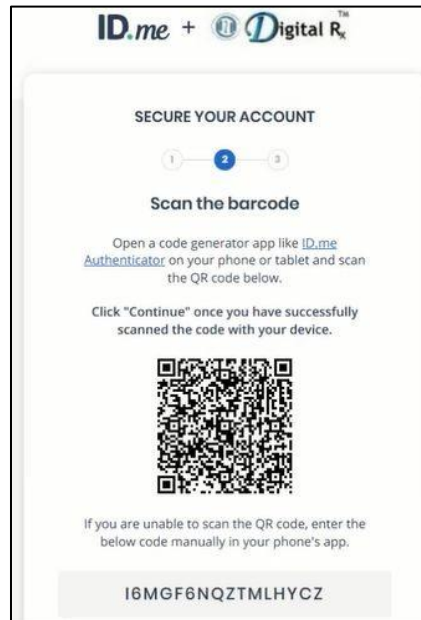 ID.me + Digital Rx™
SECURE YOUR ACCOUNT
1 2 3
Scan the barcode
Open a code generator app like ID.me
Authenticator on your phone or tablet and scan
the QR code below.
Click "Continue" once you have successfully
scanned the code with your device.
If you are unable to scan the QR code, enter the
below code manually in your phone's app.
I6MGF6NQZTMLHYCZ